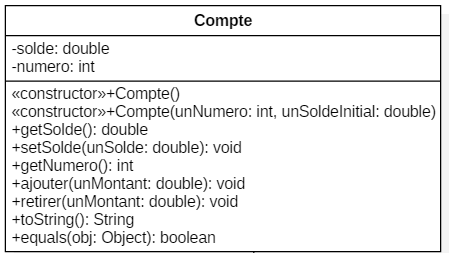 Compte
-solde: double
-numero: int
«constructor»+Compte()
«constructor»+Compte(unNumero: int, unSoldeInitial: double)
+getSolde(): double
+setSolde(unSolde: double): void
+getNumero(): int
+ajouter(unMontant: double): void
+retirer(unMontant: double): void
+toString(): String
+equals(obj: Object): boolean